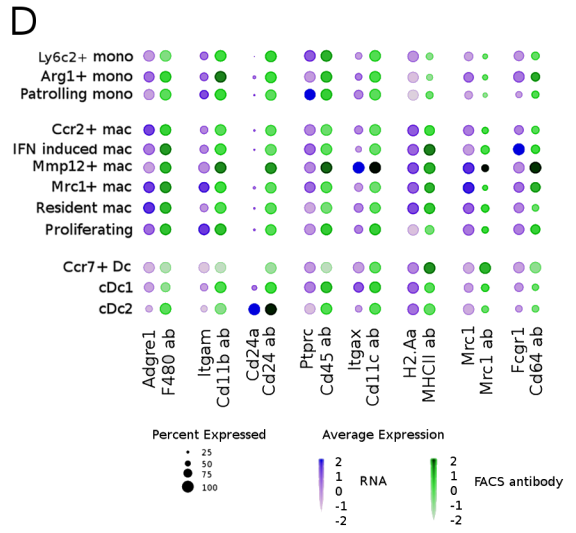 D
Ly6c2+ mono
Arg1+ mono
Patrolling mono
Ccr2+ mac
IFN induced mac
Mmp12+ mac
Mrc1+ mac
Resident mac
Proliferating
Ccr7+ Dc
cDc1
cDc2
Adgre1
F480 ab
Itgam
Cd11b ab
Cd24a
Cd24 ab
Ptprc
Cd45 ab
Itgax
Cd11c ab
H2.Aa
MHCII ab
Mrc1
Mrc1 ab
Fcgr1
Cd64 ab
Percent Expressed
25
50
75
100
Average Expression
2
1
0
-1
-2
RNA
2
1
0
-1
-2
FACS antibody